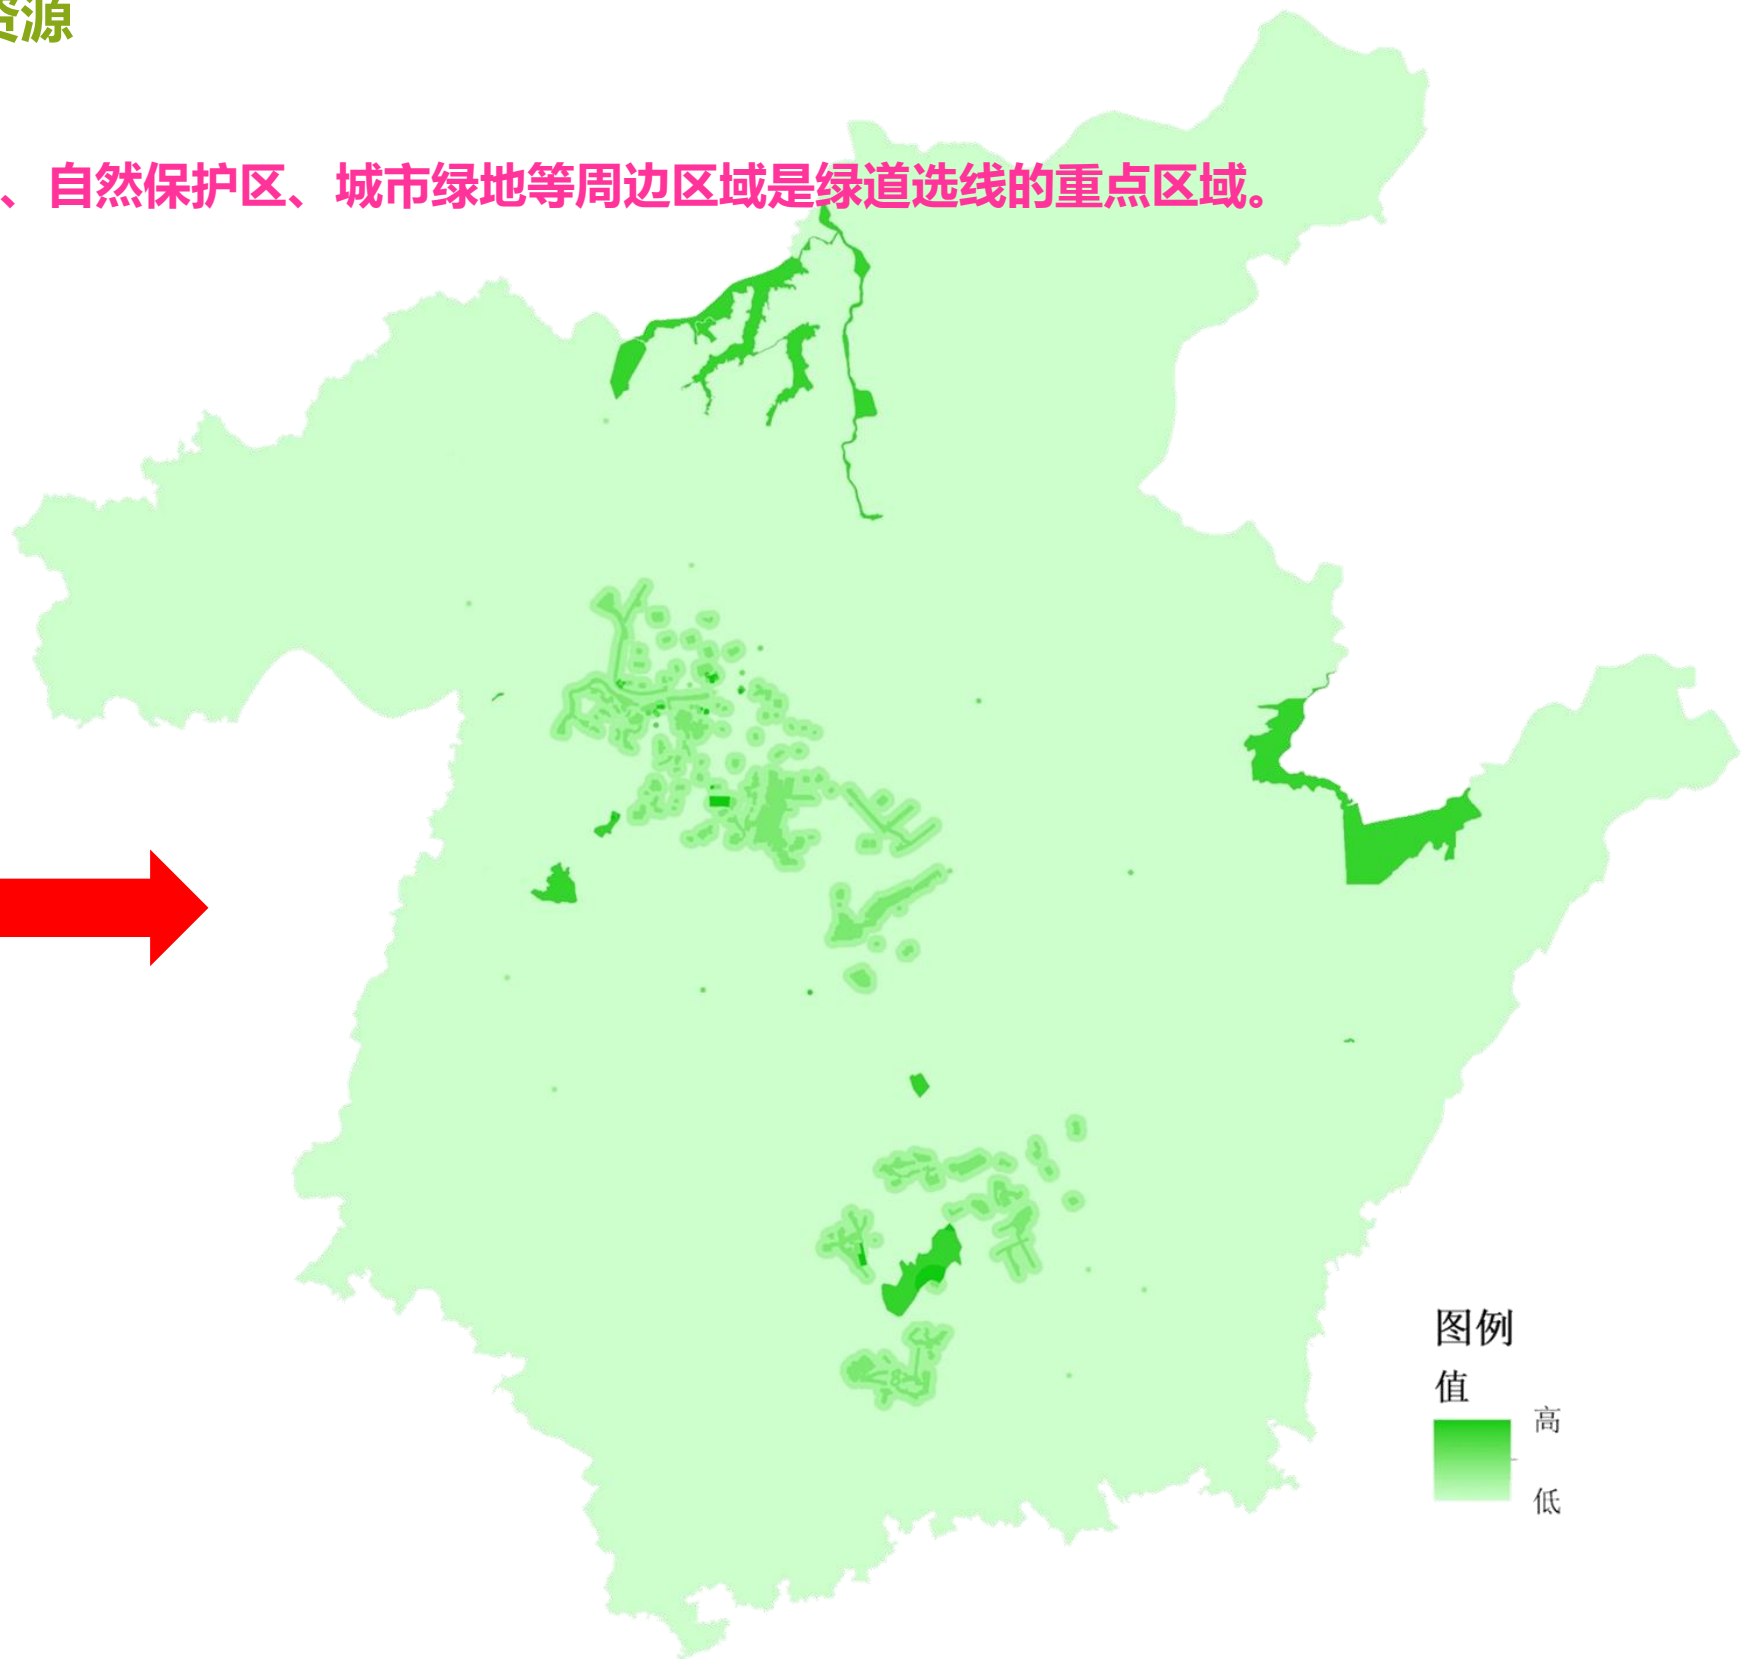 资源
、自然保护区、城市绿地等周边区域是绿道选线的重点区域。
图例
值
高
低